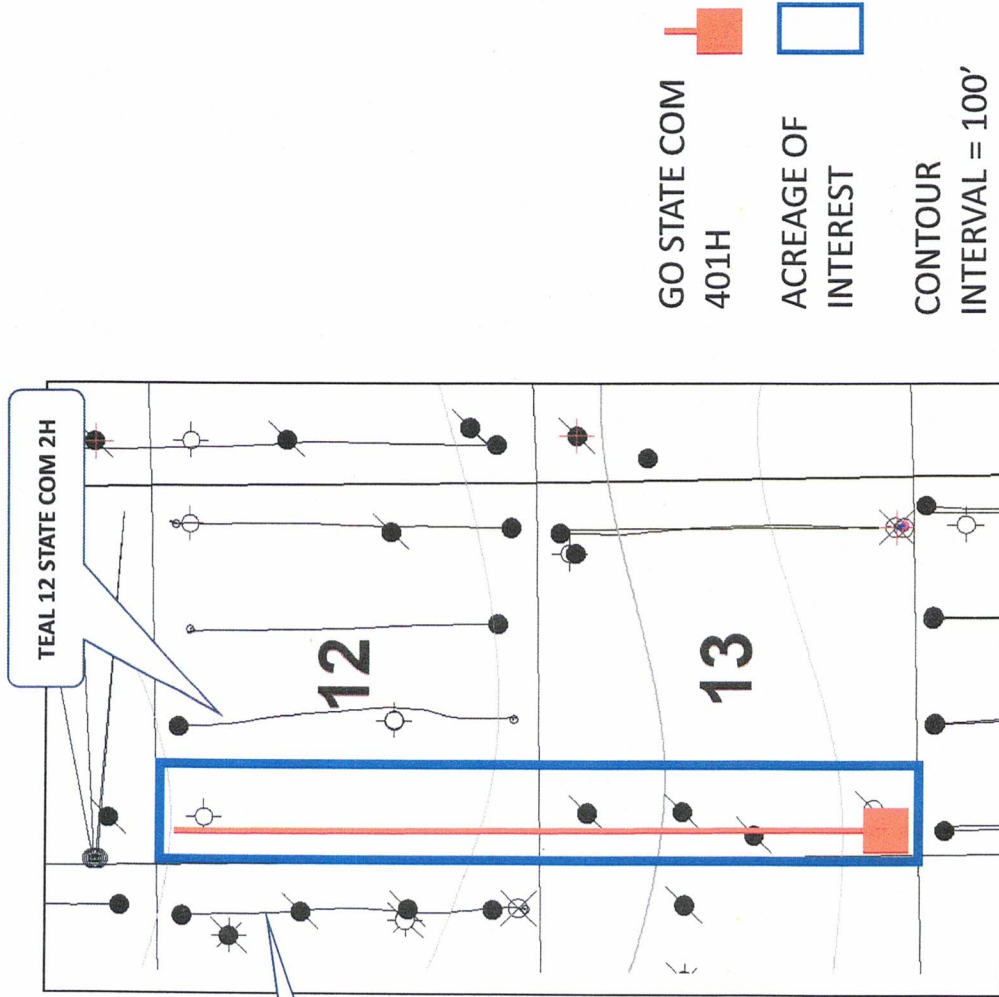 TEAL 12 STATE COM 2H
12
13
GO STATE COM
401H
ACREAGE OF
INTEREST
CONTOUR
INTERVAL = 100'